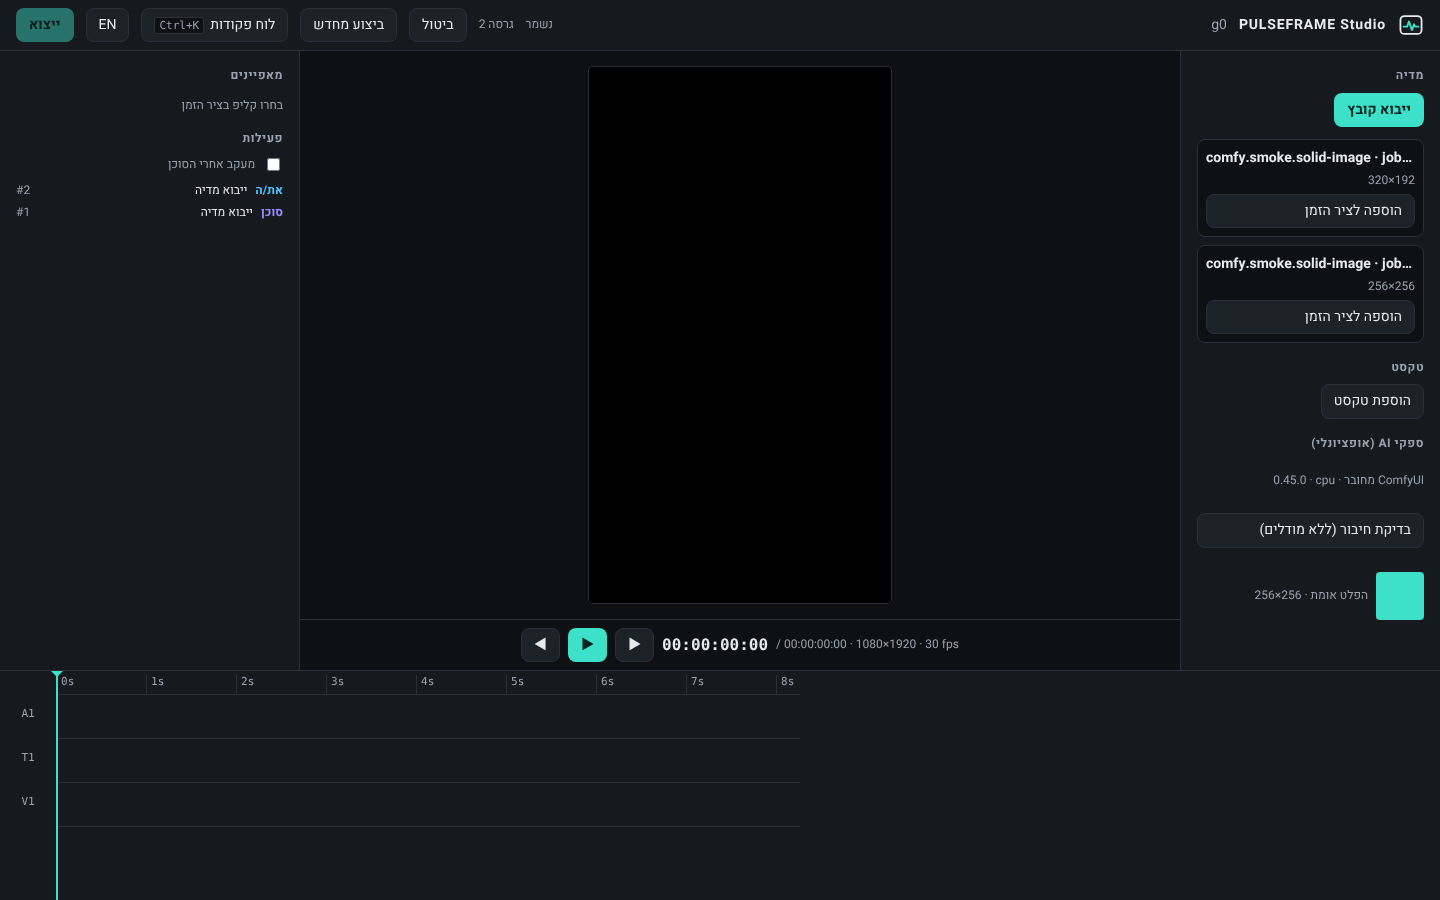 PULSEFRAME Studio g0
נשמר גרסה 2
ביטול
ביצוע מחדש
לוח פקודות Ctrl+K
EN
ייצוא
מדיה
ייבוא קובץ
comfy.smoke.solid-image · job…
320×192
הוספה לציר הזמן
comfy.smoke.solid-image · job…
256×256
הוספה לציר הזמן
טקסט
הוספת טקסט
ספקי AI (אופציונלי)
ComfyUI מחובר · 0.45.0 · cpu
בדיקת חיבור (ללא מודלים)
הפלט אומת · 256×256
00:00:00:00 / 00:00:00:00 · 1080×1920 · 30 fps
מאפיינים
בחרו קליפ בציר הזמן
פעילות
מעקב אחרי הסוכן
את/ה ייבוא מדיה #2
סוכן ייבוא מדיה #1
0s 1s 2s 3s 4s 5s 6s 7s 8s
A1
T1
V1